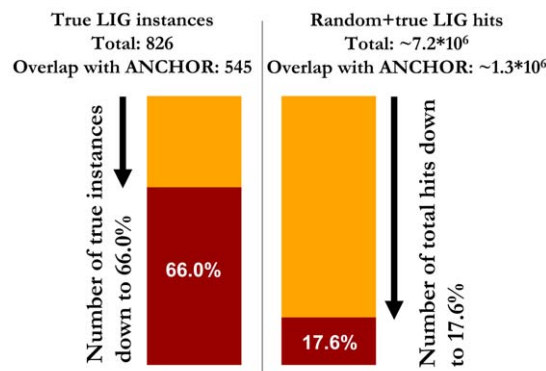 True LIG instances
Total: 826
Overlap with ANCHOR: 545
Number of true instances
down to 66.0%
66.0%
Random+true LIG hits
Total: ~7.2*10⁶
Overlap with ANCHOR: ~1.3*10⁶
17.6%
Number of total hits down
to 17.6%